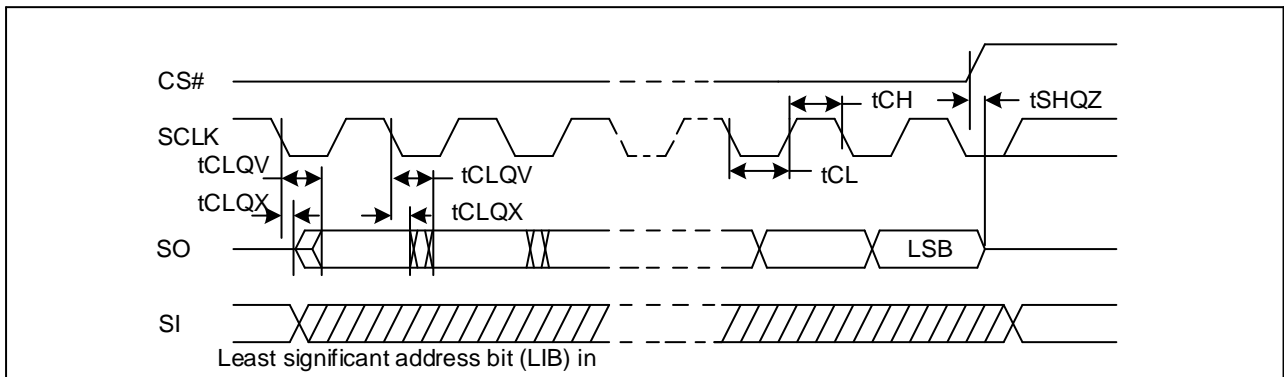 CS#
tCH
tSHQZ
SCLK
tCLQV
tCLQV
tCL
tCLQX
tCLQX
SO
LSB
SI
Least significant address bit (LIB) in